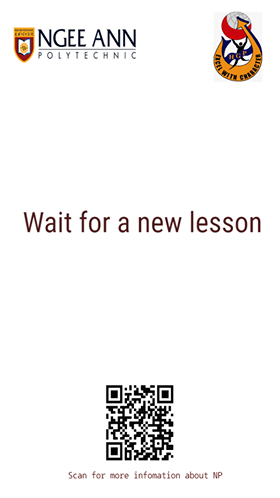 NGEE ANN
POLYTECHNIC
EXCEL WITH CHARACTER
Wait for a new lesson
Scan for more infomation about NP